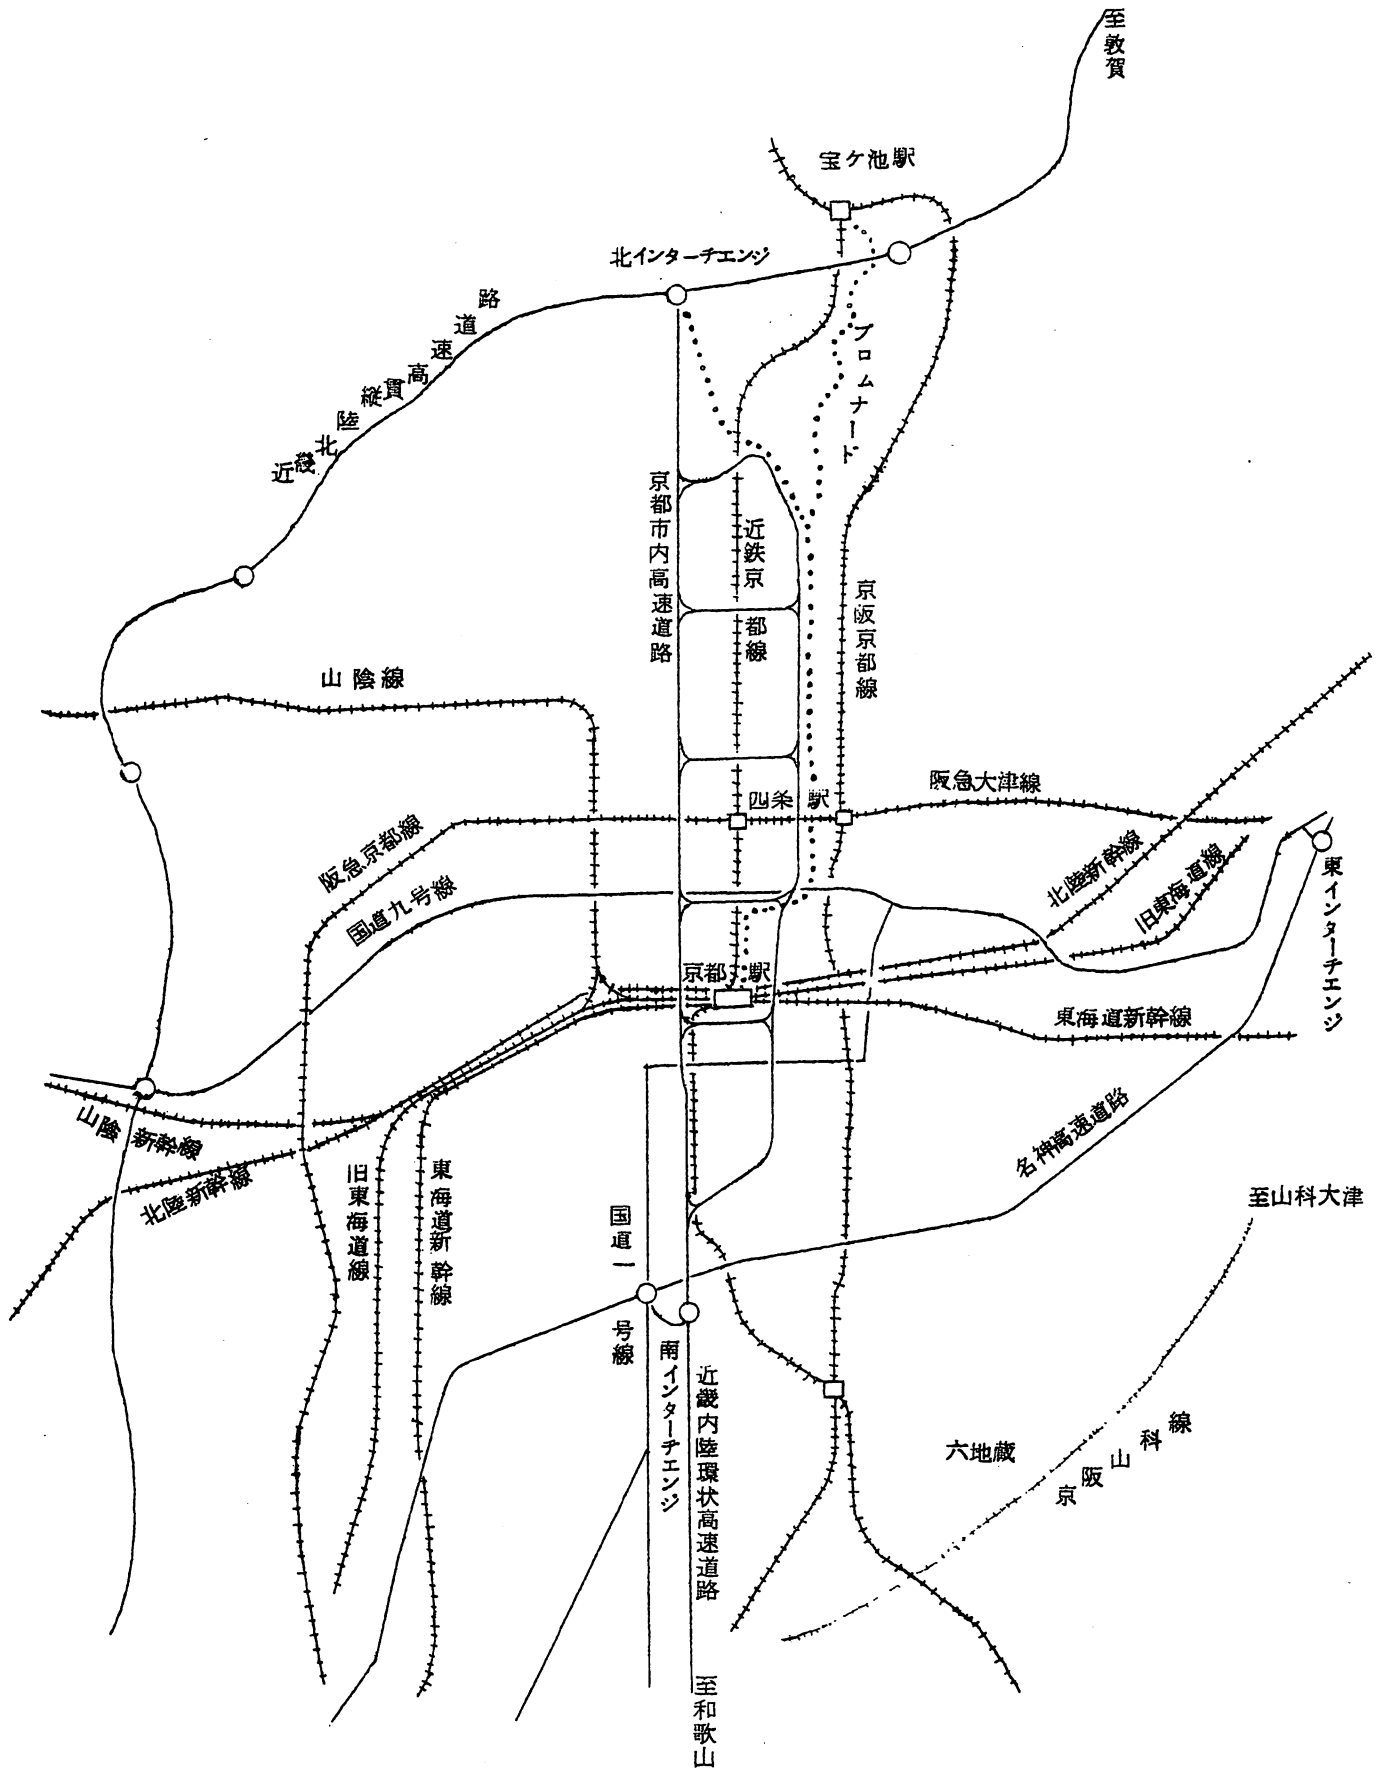 至敦賀
宝ケ池駅
北インターチエンジ
近畿北陸縦貫高速道路
プロムナード
京都市内高速道路
近鉄京都線
京阪京都線
山陰線
四条駅
阪急大津線
阪急京都線
国道九号線
北陸新幹線
旧東海道線
東インターチエンジ
京都駅
東海道新幹線
山陰新幹線
北陸新幹線
名神高速道路
旧東海道線
東海道新幹線
至山科大津
国道一号線
南インターチエンジ
近畿内陸環状高速道路
六地蔵
京阪山科線
至和歌山